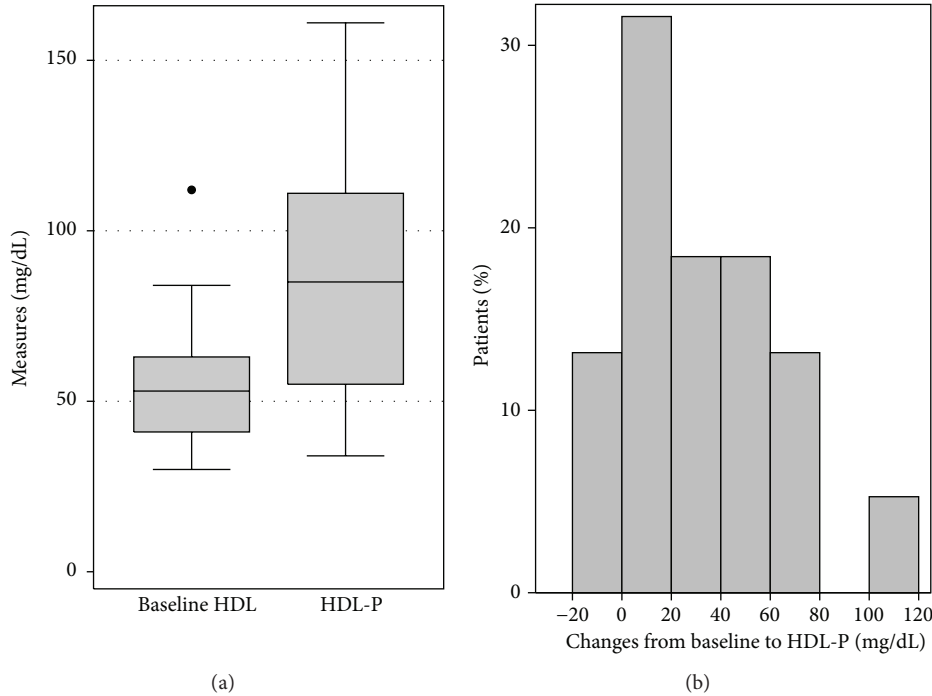 Measures (mg/dL)
150
100
50
0
Baseline HDL
HDL-P
(a)
Patients (%)
30
20
10
0
−20
0
20
40
60
80
100
120
Changes from baseline to HDL-P (mg/dL)
(b)